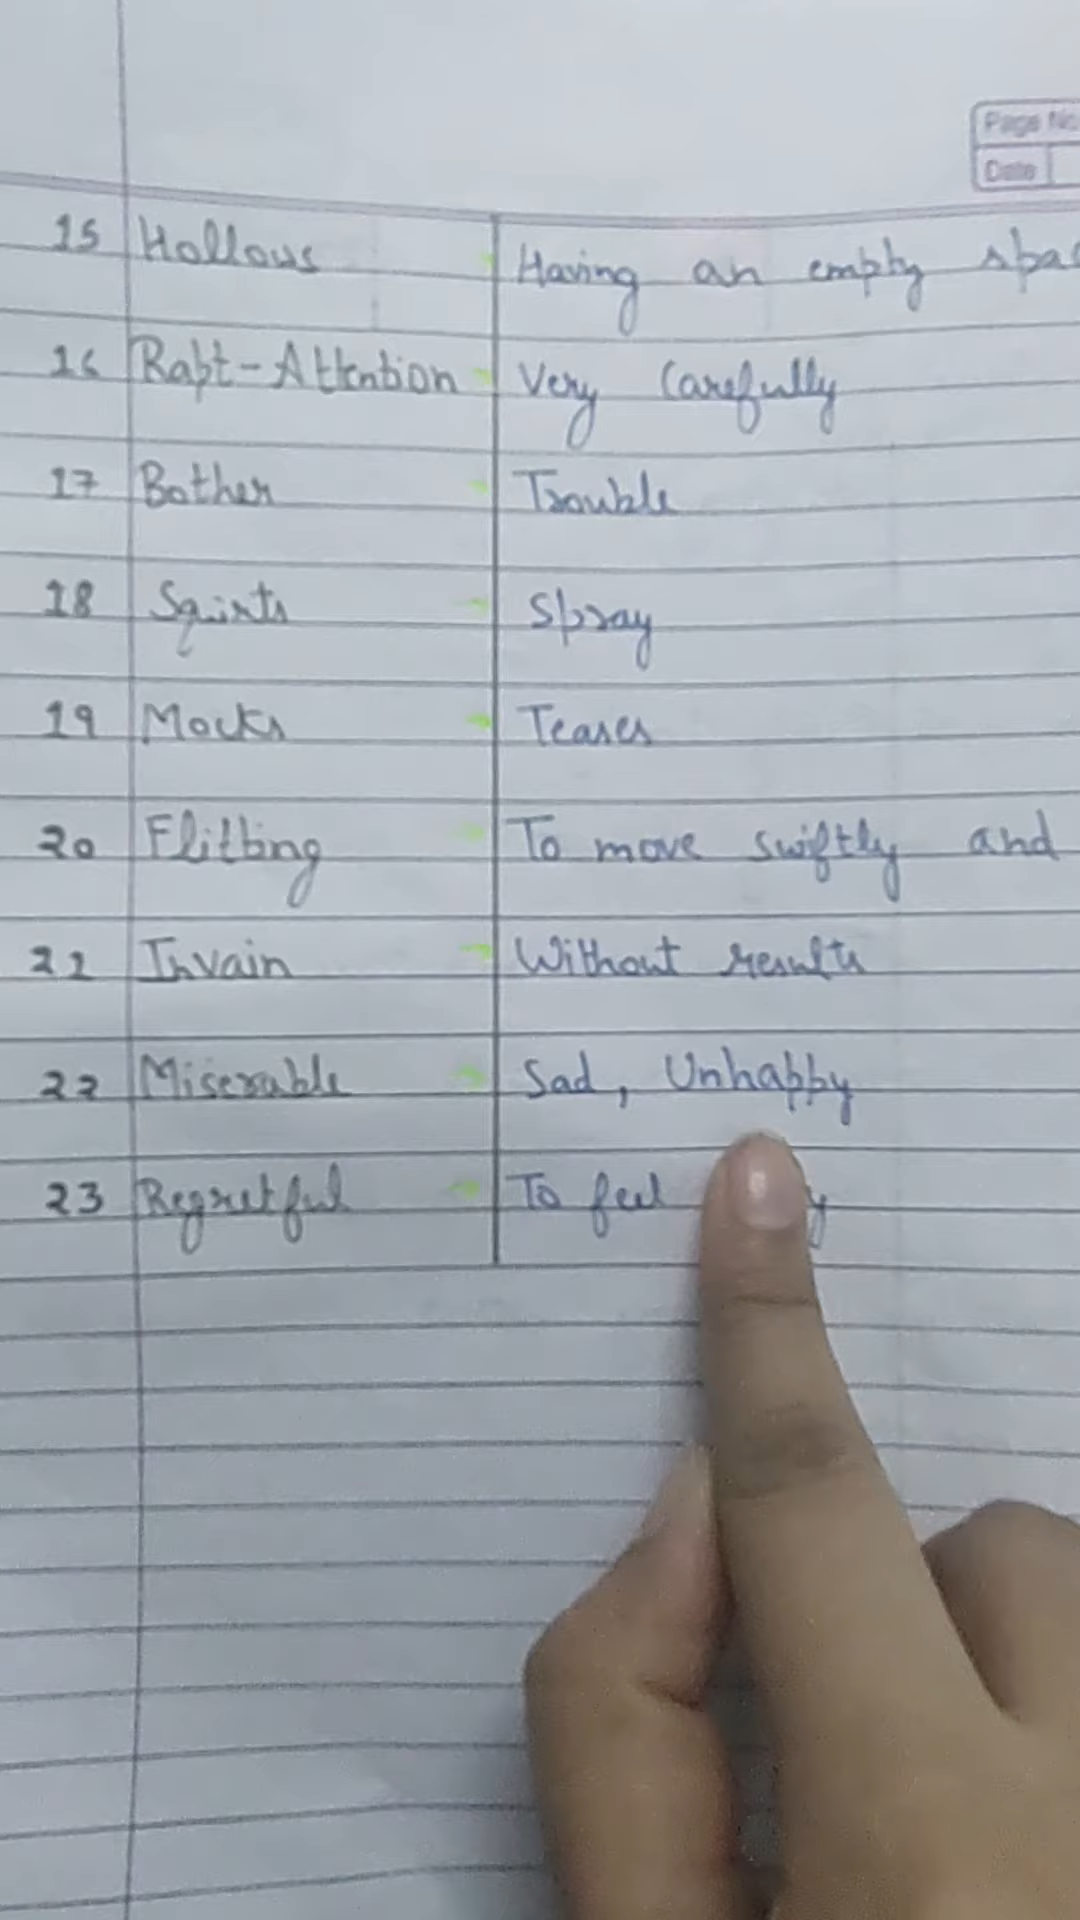 Page No
Date
15 Hollows Having an empty spac
16 Rapt-Attention Very Carefully
17 Bother Trouble
18 Squirts Spray
19 Mocks Teases
20 Flitting To move swiftly and
21 Invain Without results
22 Miserable Sad, Unhappy
23 Regretful To feel